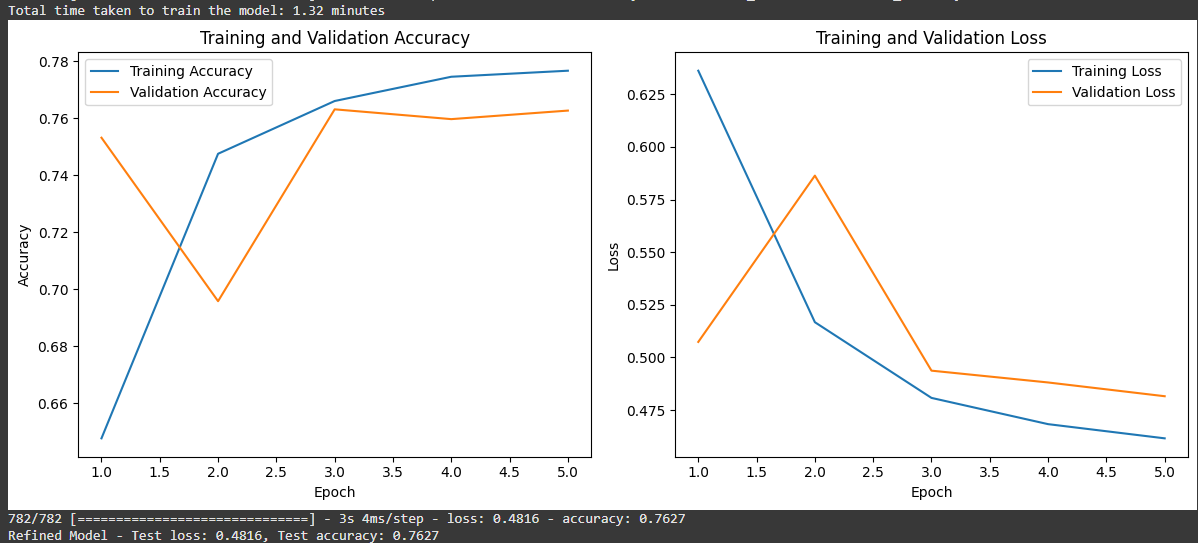 Total time taken to train the model: 1.32 minutes
Training and Validation Accuracy
Training Accuracy
Validation Accuracy
0.78
0.76
0.74
0.72
0.70
0.68
0.66
Accuracy
1.0 1.5 2.0 2.5 3.0 3.5 4.0 4.5 5.0
Epoch
Training and Validation Loss
Training Loss
Validation Loss
0.625
0.600
0.575
0.550
0.525
0.500
0.475
Loss
1.0 1.5 2.0 2.5 3.0 3.5 4.0 4.5 5.0
Epoch
782/782 [==============================] - 3s 4ms/step - loss: 0.4816 - accuracy: 0.7627
Refined Model - Test loss: 0.4816, Test accuracy: 0.7627